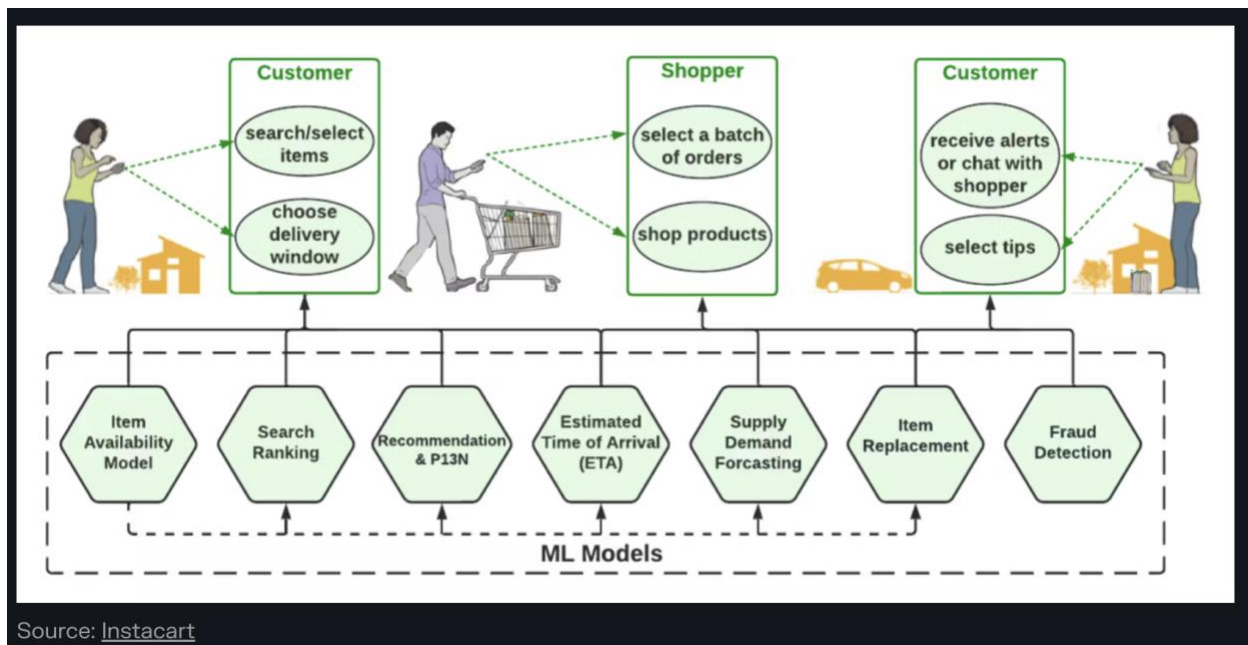 Customer
search/select
items
choose
delivery
window
Shopper
select a batch
of orders
shop products
Customer
receive alerts
or chat with
shopper
select tips
Item
Availability
Model
Search
Ranking
Recommendation
& P13N
Estimated
Time of Arrival
(ETA)
Supply
Demand
Forcasting
Item
Replacement
Fraud
Detection
ML Models
Source: Instacart